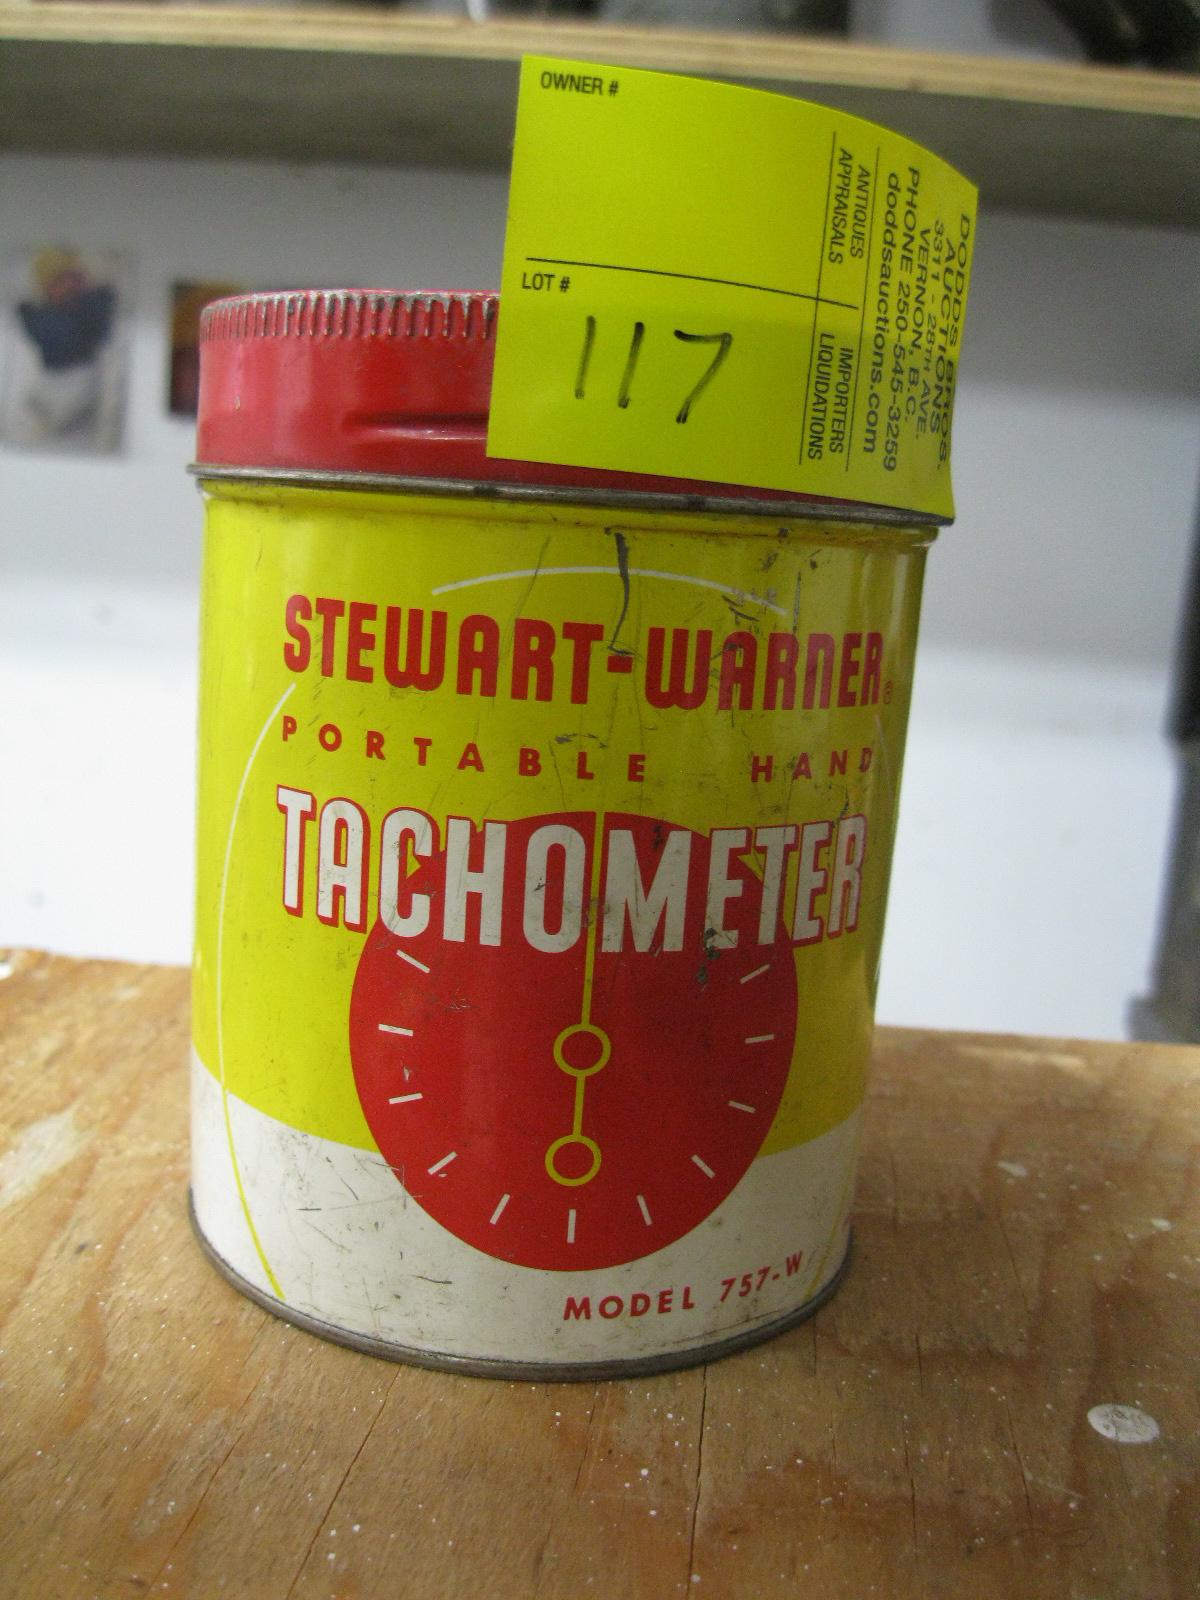 OWNER #
LOT #
117
DODDS BROS.
AUCTIONS
3311 - 28TH AVE.
VERNON, B.C.
PHONE 250-545-3259
doddsauctions.com
ANTIQUES
APPRAISALS
IMPORTERS
LIQUIDATIONS
STEWART-WARNER®
PORTABLE HAND
TACHOMETER
MODEL 757-W